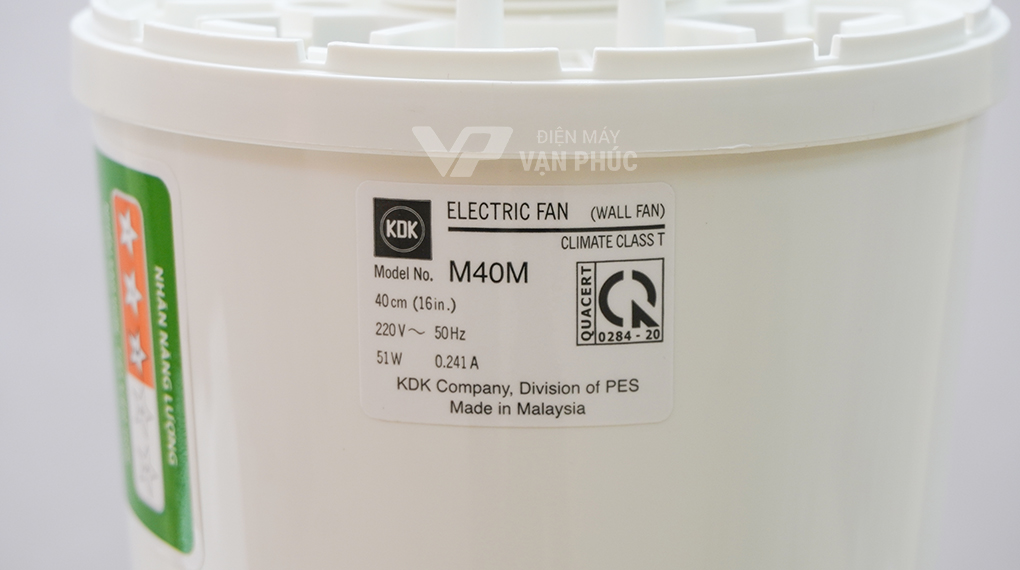 ĐIỆN MÁY
VẠN PHÚC
KDK
ELECTRIC FAN (WALL FAN)
CLIMATE CLASS T
Model No. M40M
40cm (16in.)
220V～ 50Hz
51W 0.241A
QUACERT
0284 - 20
KDK Company, Division of PES
Made in Malaysia
NHÃN NĂNG LƯỢNG